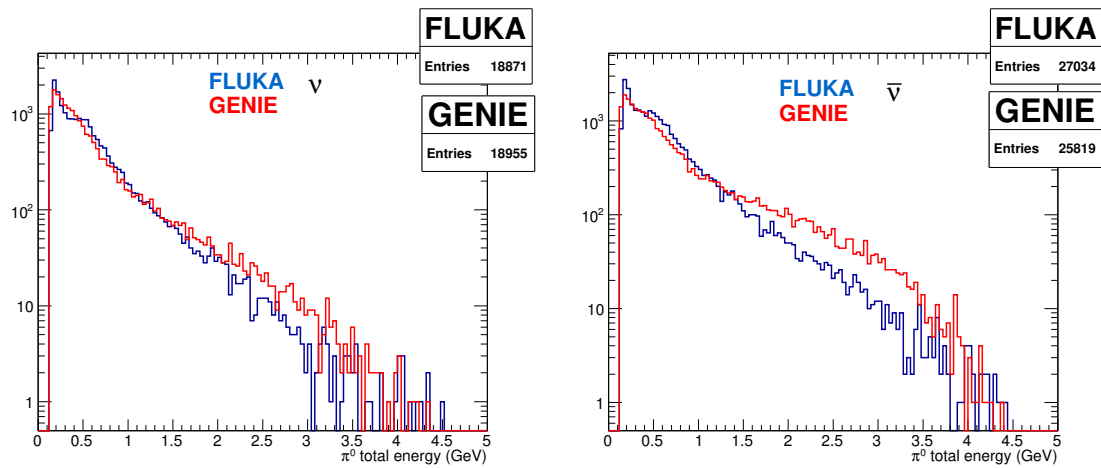 FLUKA
Entries 18871
FLUKA ν
GENIE
GENIE
Entries 18955
10³
10²
10
1
0 0.5 1 1.5 2 2.5 3 3.5 4 4.5 5
π⁰ total energy (GeV)
FLUKA
Entries 27034
FLUKA ν̅
GENIE
GENIE
Entries 25819
10³
10²
10
1
0 0.5 1 1.5 2 2.5 3 3.5 4 4.5 5
π⁰ total energy (GeV)